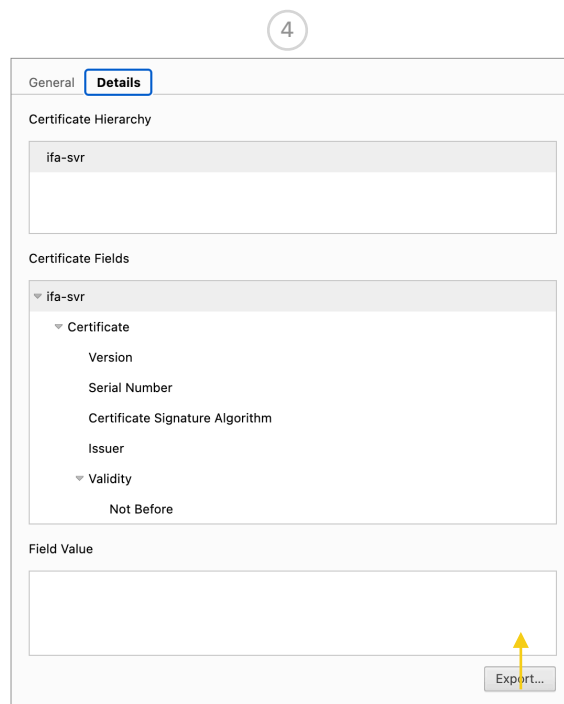 4
General Details
Certificate Hierarchy
ifa-svr
Certificate Fields
ifa-svr
Certificate
Version
Serial Number
Certificate Signature Algorithm
Issuer
Validity
Not Before
Field Value
Export...